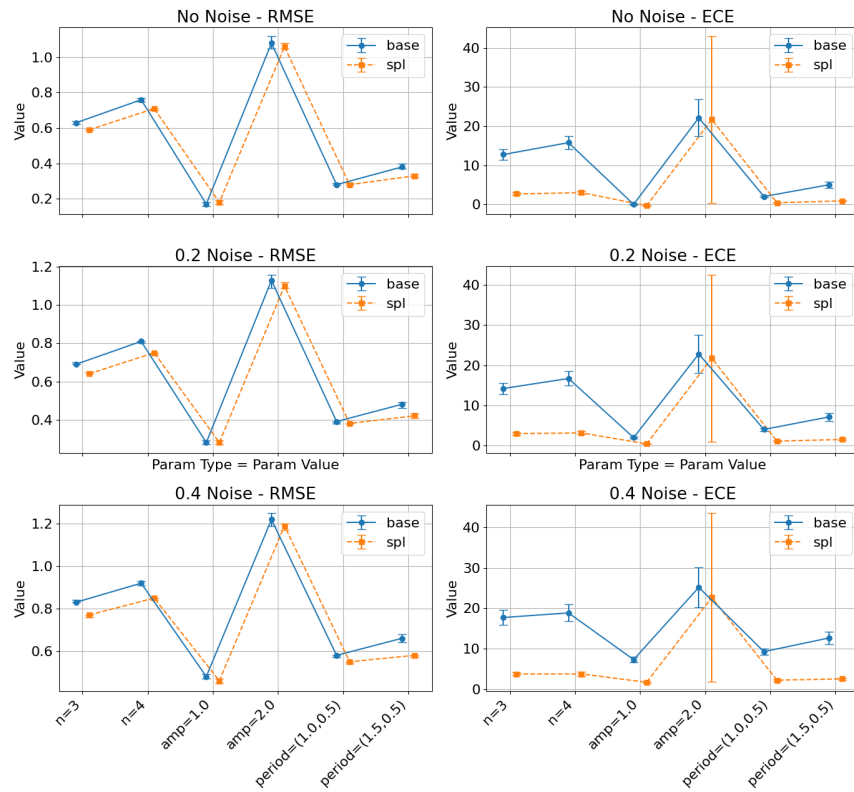 No Noise - RMSE
1.0
0.8
0.6
0.4
0.2
Value
base
spl
No Noise - ECE
40
30
20
10
0
Value
base
spl
0.2 Noise - RMSE
1.2
1.0
0.8
0.6
0.4
Value
base
spl
Param Type = Param Value
0.2 Noise - ECE
40
30
20
10
0
Value
base
spl
Param Type = Param Value
0.4 Noise - RMSE
1.2
1.0
0.8
0.6
Value
base
spl
n=3
n=4
amp=1.0
amp=2.0
period=(1.0,0.5)
period=(1.5,0.5)
0.4 Noise - ECE
40
30
20
10
0
Value
base
spl
n=3
n=4
amp=1.0
amp=2.0
period=(1.0,0.5)
period=(1.5,0.5)